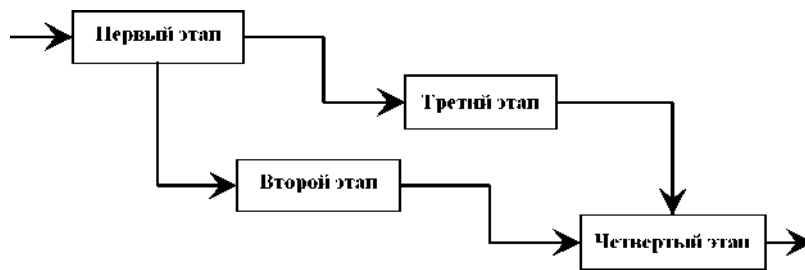 Первый этап
Третий этап
Второй этап
Четвертый этап